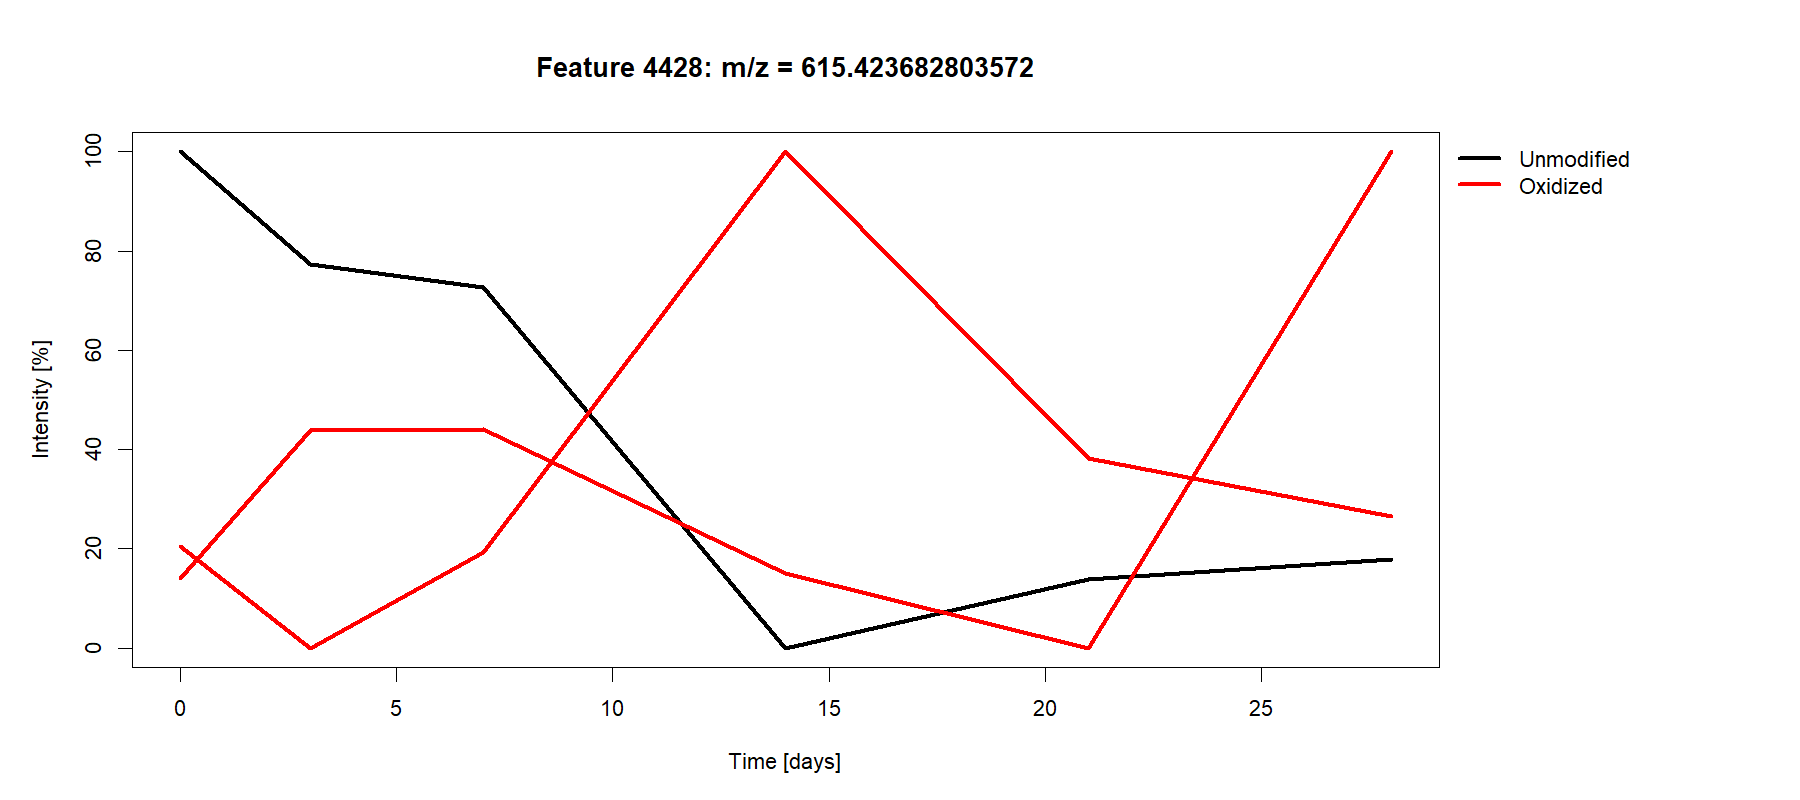 Feature 4428: m/z = 615.423682803572
Unmodified
Oxidized
Intensity [%]
100
80
60
40
20
0
0 5 10 15 20 25
Time [days]